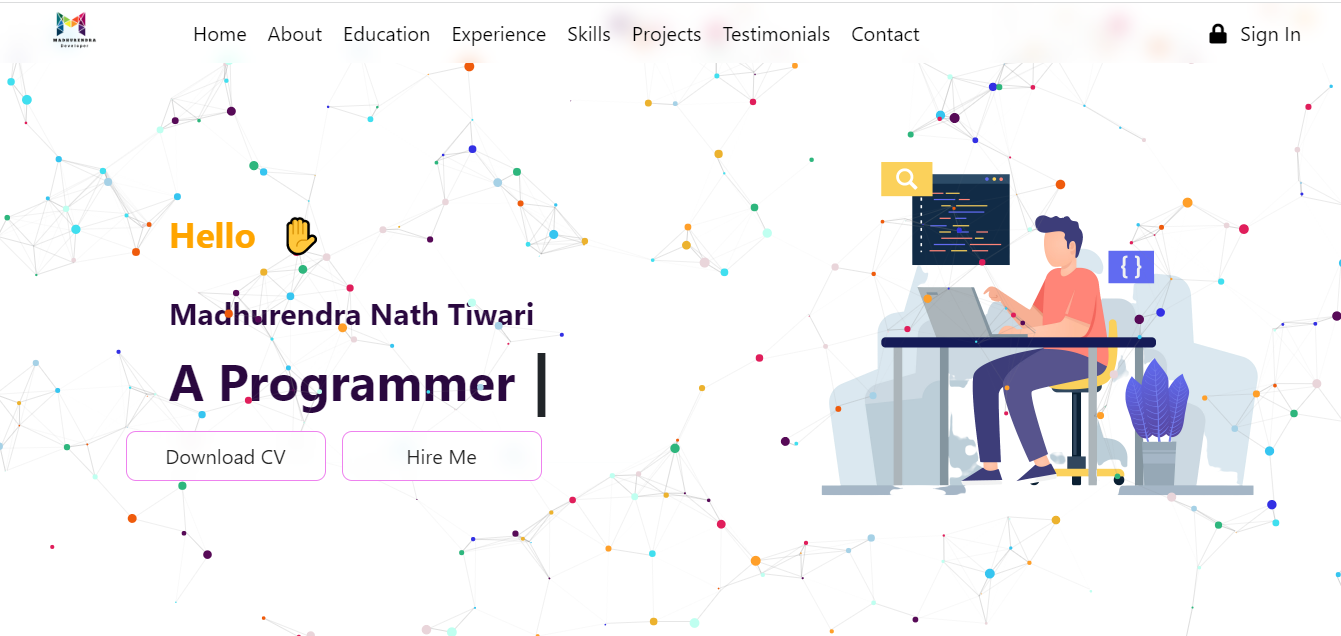 MADHURENDRA
Developer
Home About Education Experience Skills Projects Testimonials Contact Sign In
Hello
Madhurendra Nath Tiwari
A Programmer |
Download CV Hire Me
{ }